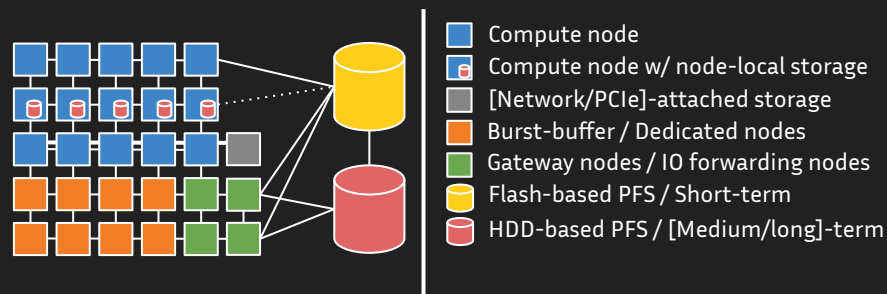 Compute node
Compute node w/ node-local storage
[Network/PCIe]-attached storage
Burst-buffer / Dedicated nodes
Gateway nodes / IO forwarding nodes
Flash-based PFS / Short-term
HDD-based PFS / [Medium/long]-term